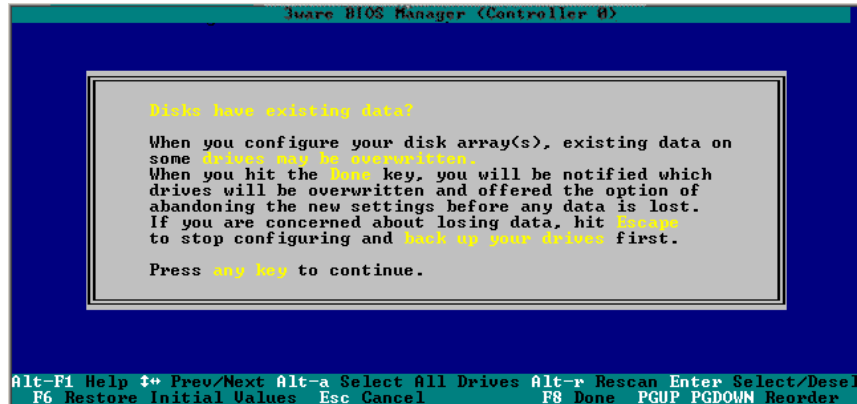 3ware BIOS Manager (Controller 0)
Disks have existing data?
When you configure your disk array(s), existing data on
some drives may be overwritten.
When you hit the Done key, you will be notified which
drives will be overwritten and offered the option of
abandoning the new settings before any data is lost.
If you are concerned about losing data, hit Escape
to stop configuring and back up your drives first.
Press any key to continue.
Alt-F1 Help ↕↔ Prev/Next Alt-a Select All Drives Alt-r Rescan Enter Select/Desel
F6 Restore Initial Values Esc Cancel F8 Done PGUP PGDOWN Reorder